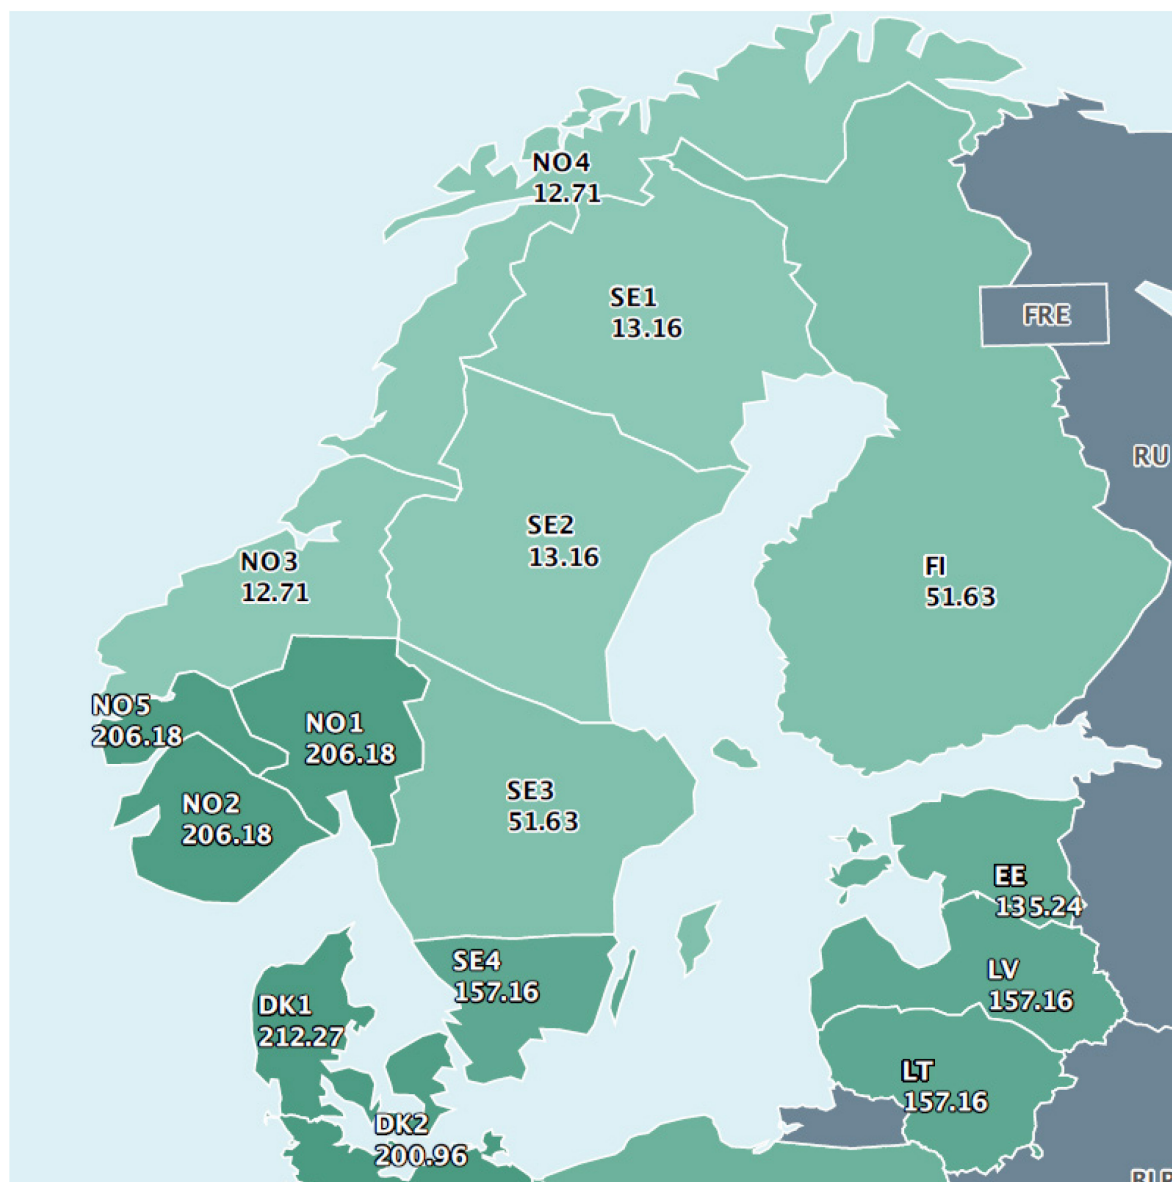 NO4
12.71
SE1
13.16
FRE
RU
SE2
13.16
NO3
12.71
FI
51.63
NO5
206.18
NO1
206.18
NO2
206.18
SE3
51.63
EE
135.24
SE4
157.16
LV
157.16
DK1
212.27
LT
157.16
DK2
200.96